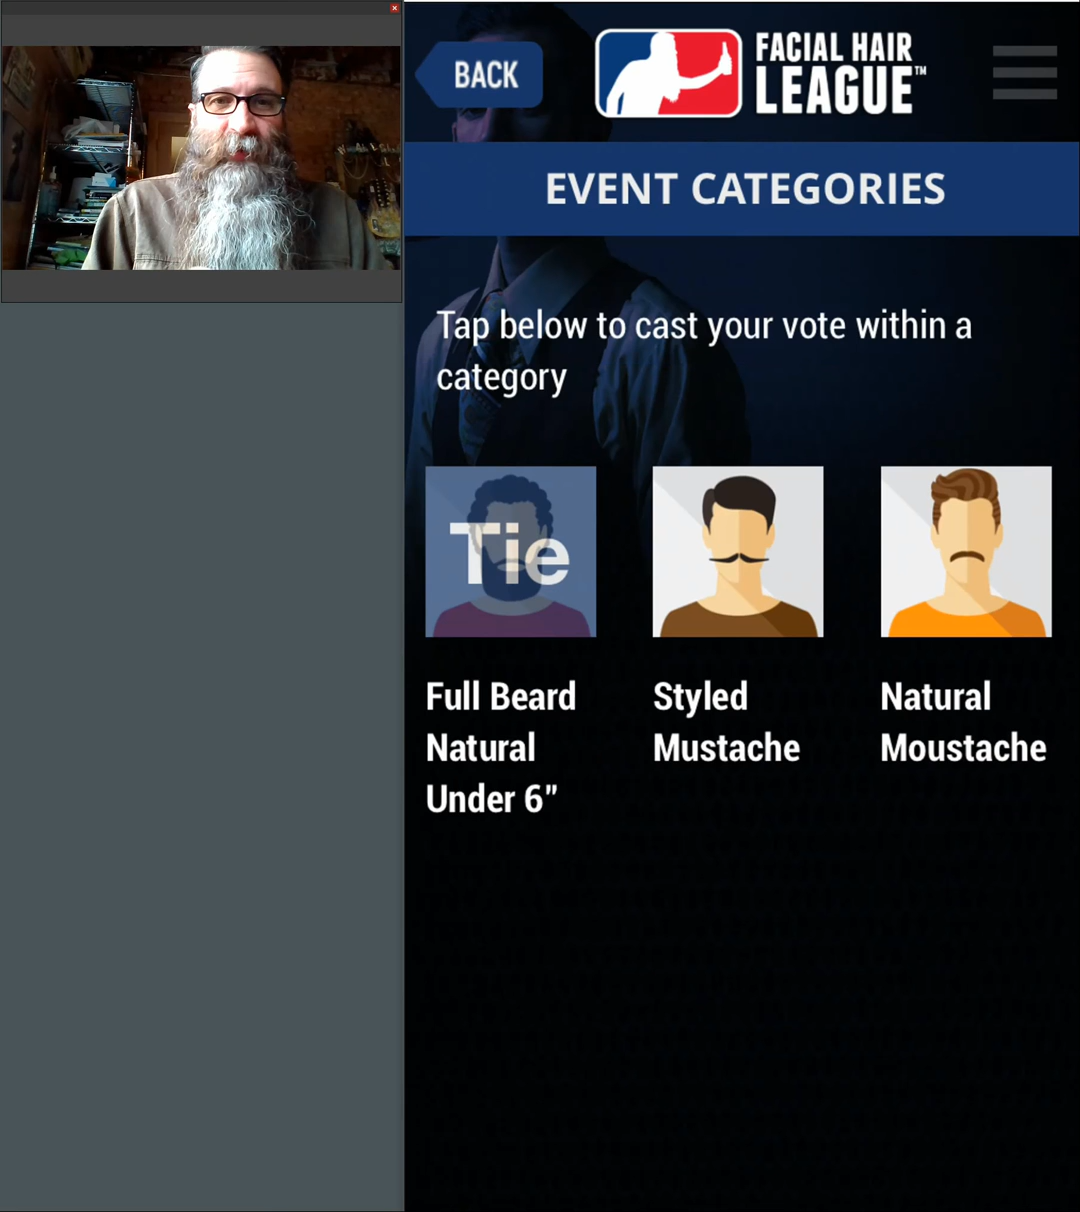 BACK
FACIAL HAIR
LEAGUE™
EVENT CATEGORIES
Tap below to cast your vote within a
category
Tie
Full Beard
Natural
Under 6"
Styled
Mustache
Natural
Moustache